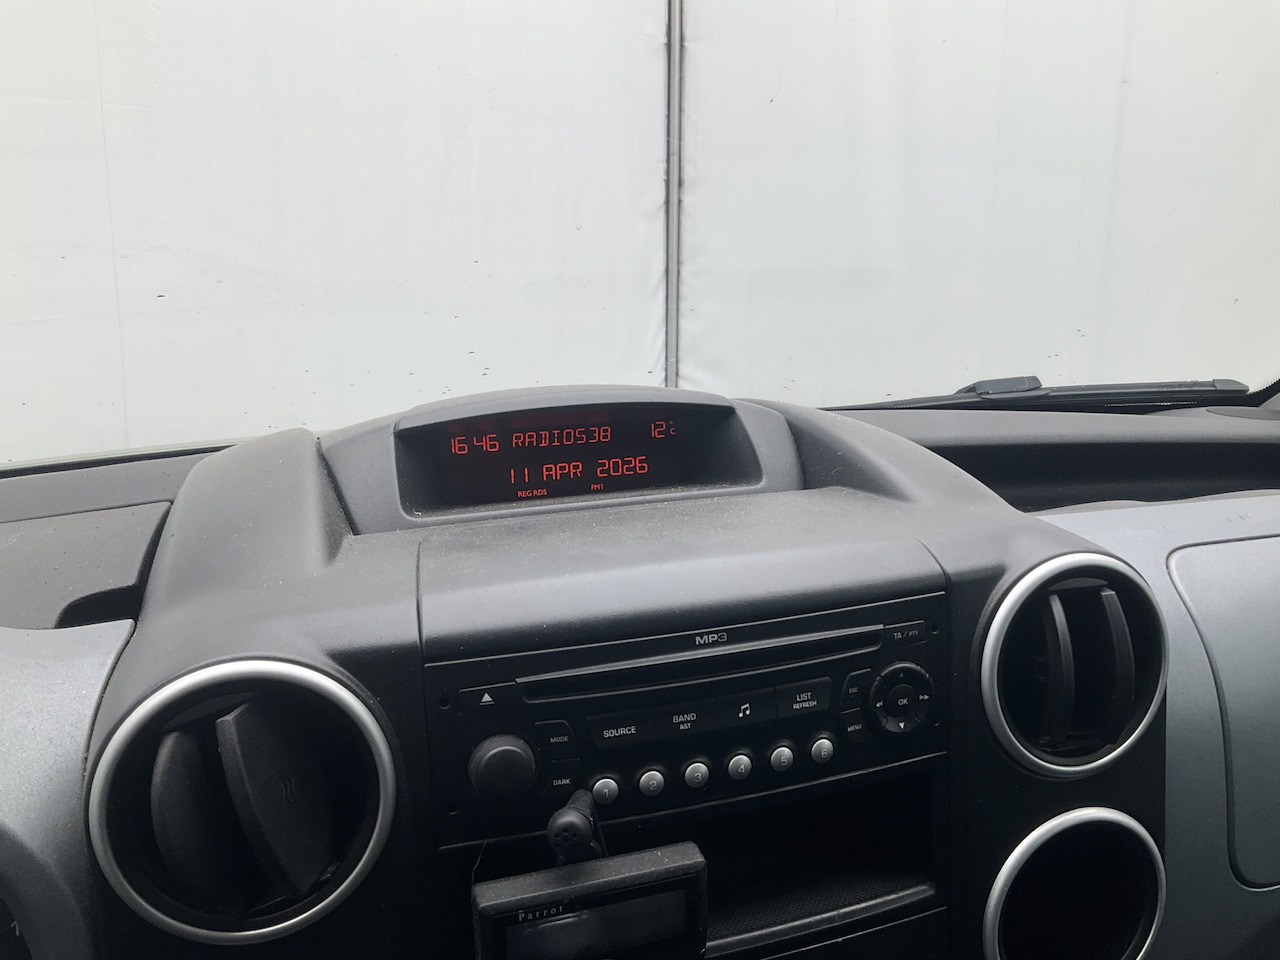 16:46 RADIO538 12°C
11 APR 2026
REG RDS FM1
MP3
TA / PTY
MODE
SOURCE
BAND
AST
LIST
REFRESH
ESC
OK
MENU
DARK
1 2 3 4 5 6
Parrot